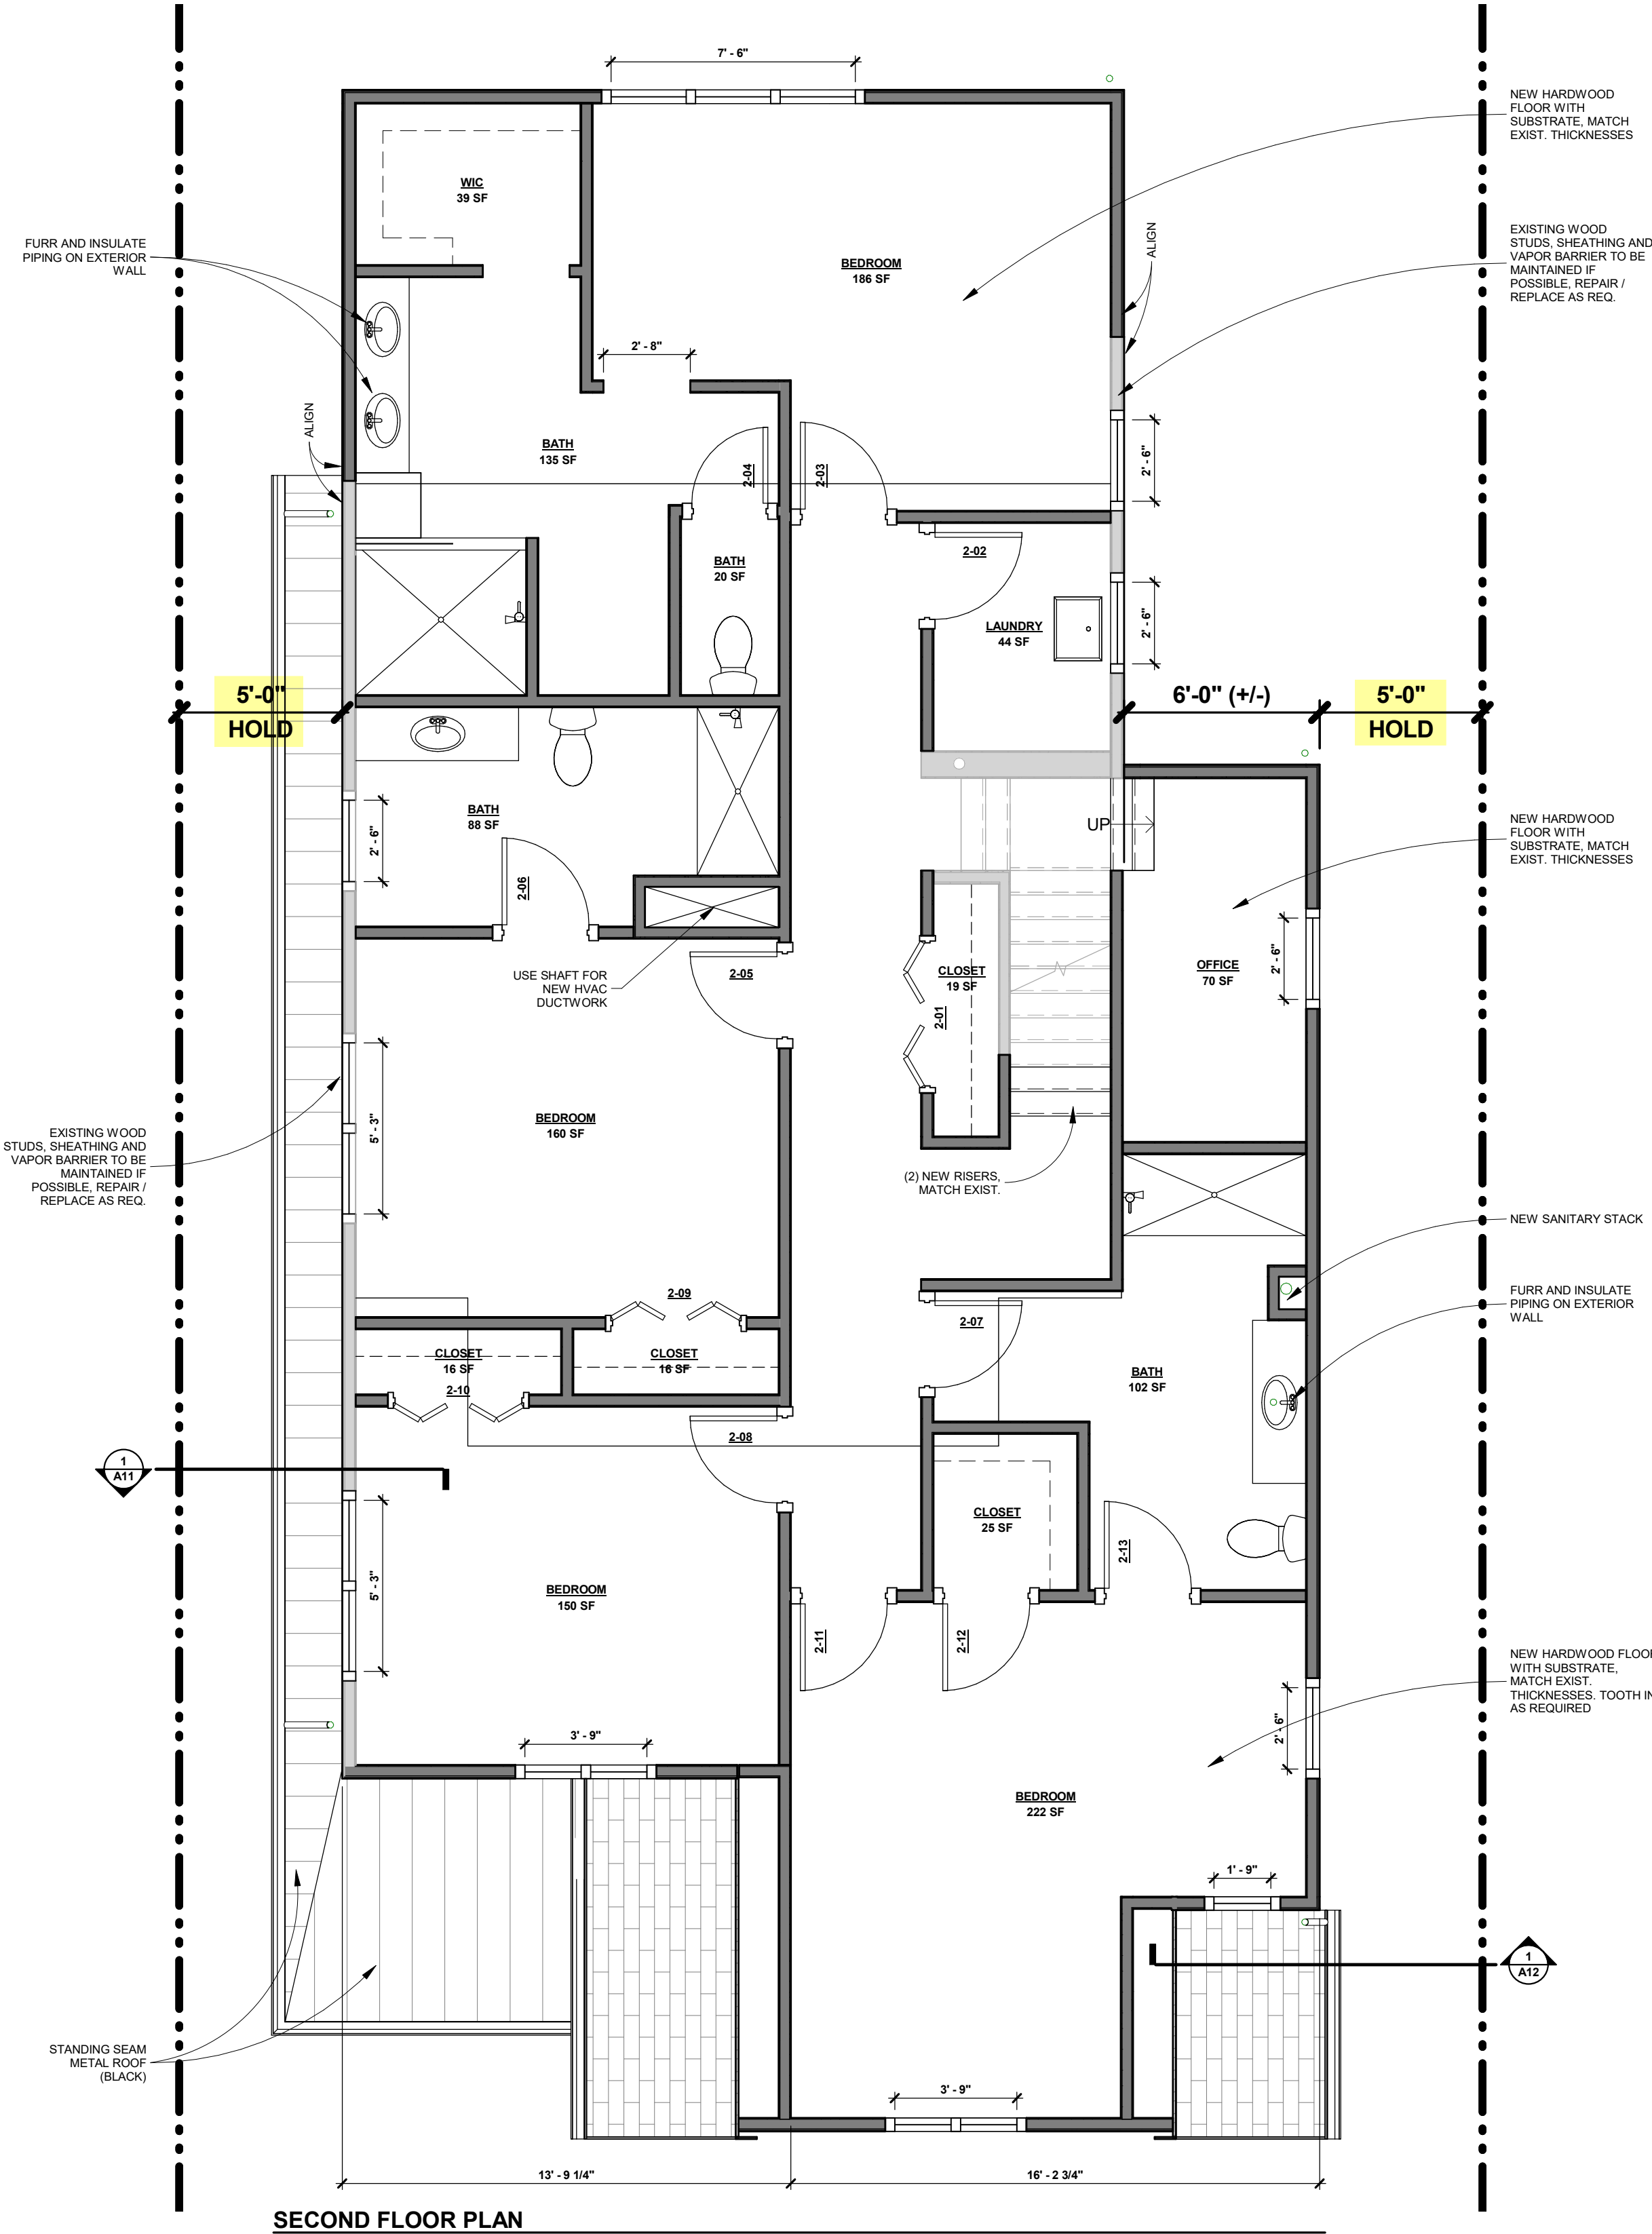 7' - 6"
NEW HARDWOOD
FLOOR WITH
SUBSTRATE, MATCH
EXIST. THICKNESSES
WIC
39 SF
FURR AND INSULATE
PIPING ON EXTERIOR
WALL
BEDROOM
186 SF
ALIGN
EXISTING WOOD
STUDS, SHEATHING AND
VAPOR BARRIER TO BE
MAINTAINED IF
POSSIBLE, REPAIR /
REPLACE AS REQ.
2' - 8"
ALIGN
BATH
135 SF
2-04
2-03
2' - 6"
2-02
BATH
20 SF
LAUNDRY
44 SF
2' - 6"
5'-0"
HOLD
6'-0" (+/-)
5'-0"
HOLD
BATH
88 SF
2' - 6"
2-06
UP
NEW HARDWOOD
FLOOR WITH
SUBSTRATE, MATCH
EXIST. THICKNESSES
USE SHAFT FOR
NEW HVAC
DUCTWORK
2-05
CLOSET
19 SF
2-01
OFFICE
70 SF
2' - 6"
EXISTING WOOD
STUDS, SHEATHING AND
VAPOR BARRIER TO BE
MAINTAINED IF
POSSIBLE, REPAIR /
REPLACE AS REQ.
5' - 3"
BEDROOM
160 SF
(2) NEW RISERS,
MATCH EXIST.
NEW SANITARY STACK
2-09
2-07
FURR AND INSULATE
PIPING ON EXTERIOR
WALL
CLOSET
16 SF
2-10
CLOSET
16 SF
BATH
102 SF
2-08
1
A11
CLOSET
25 SF
2-13
5' - 3"
BEDROOM
150 SF
2-11
2-12
NEW HARDWOOD FLOOR
WITH SUBSTRATE,
MATCH EXIST.
THICKNESSES. TOOTH IN
AS REQUIRED
3' - 9"
2' - 6"
BEDROOM
222 SF
1' - 9"
1
A12
STANDING SEAM
METAL ROOF
(BLACK)
3' - 9"
13' - 9 1/4"
16' - 2 3/4"
SECOND FLOOR PLAN